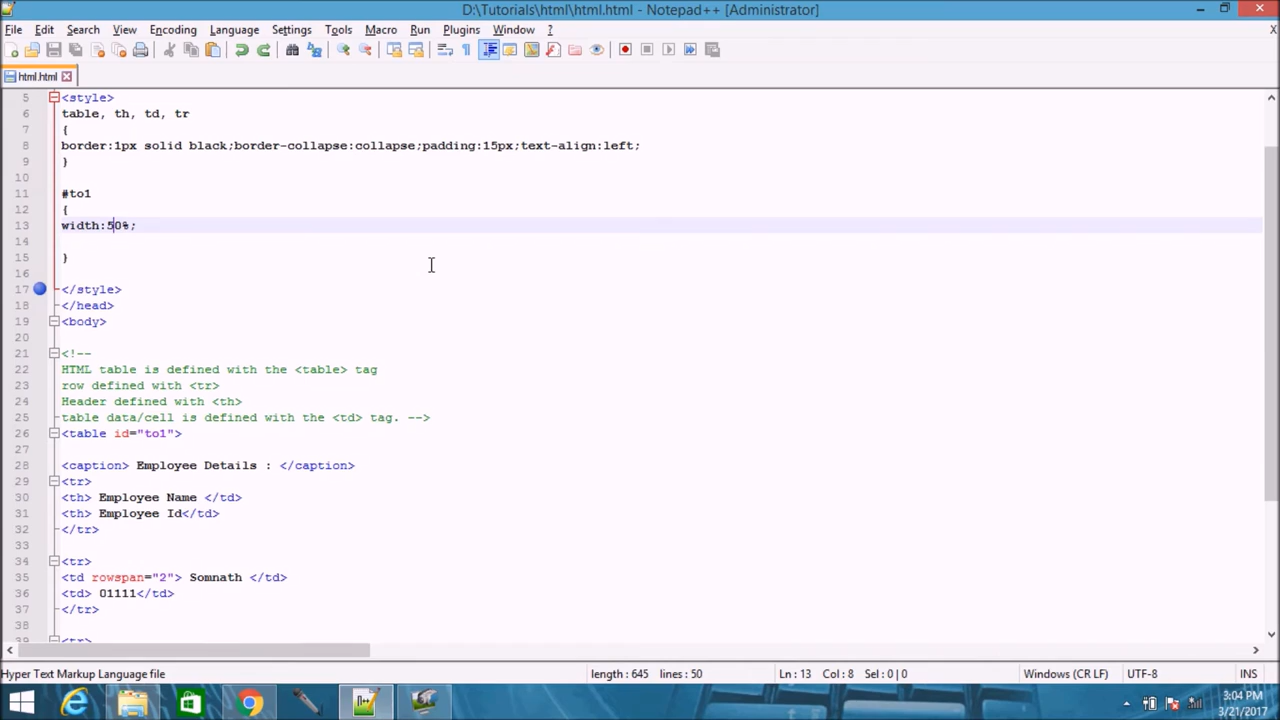 D:\Tutorials\html\html.html - Notepad++ [Administrator]
File Edit Search View Encoding Language Settings Tools Macro Run Plugins Window ? X
html.html
5 <style>
6 table, th, td, tr
7 {
8 border:1px solid black;border-collapse:collapse;padding:15px;text-align:left;
9 }
10
11 #to1
12 {
13 width:50%;
14
15 }
16
17 </style>
18 </head>
19 <body>
20
21 <!--
22 HTML table is defined with the <table> tag
23 row defined with <tr>
24 Header defined with <th>
25 table data/cell is defined with the <td> tag. -->
26 <table id="to1">
27
28 <caption> Employee Details : </caption>
29 <tr>
30 <th> Employee Name </td>
31 <th> Employee Id</td>
32 </tr>
33
34 <tr>
35 <td rowspan="2"> Somnath </td>
36 <td> 01111</td>
37 </tr>
38
39 <tr>
Hyper Text Markup Language file length : 645 lines : 50 Ln : 13 Col : 8 Sel : 0 | 0 Windows (CR LF) UTF-8 INS
3:04 PM
3/21/2017